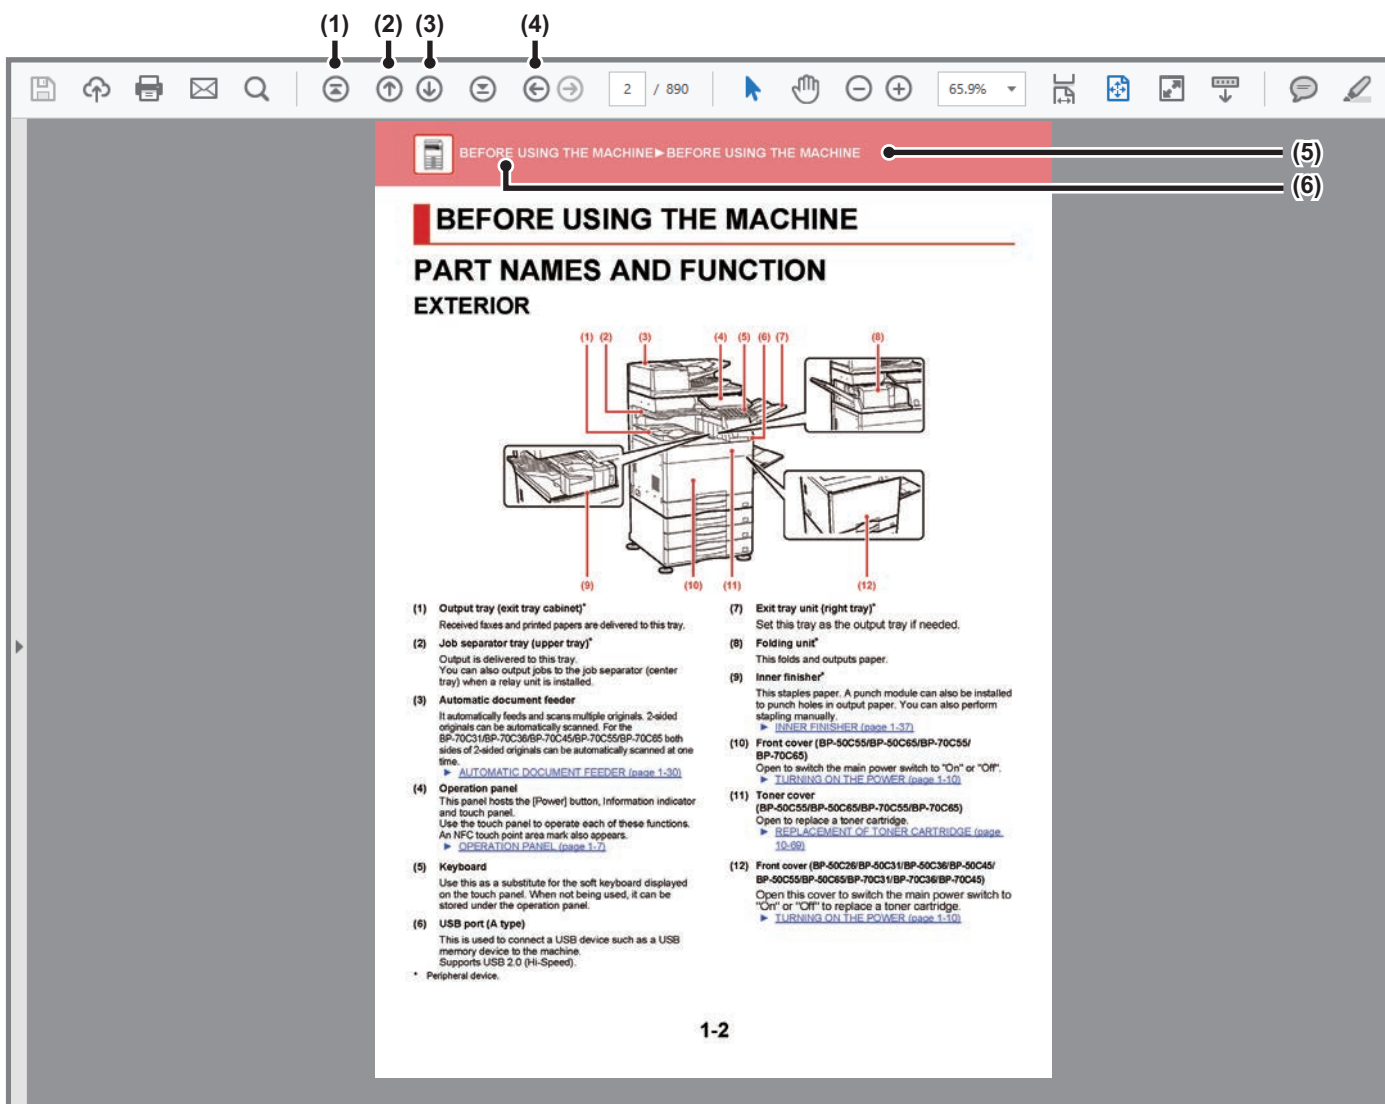 (1) (2) (3) (4)
2 / 890 65.9%
BEFORE USING THE MACHINE►BEFORE USING THE MACHINE
(5)
(6)
BEFORE USING THE MACHINE
PART NAMES AND FUNCTION
EXTERIOR
(1) (2) (3) (4) (5) (6) (7) (8)
(9) (10) (11) (12)
(1) Output tray (exit tray cabinet)*
Received faxes and printed papers are delivered to this tray.
(2) Job separator tray (upper tray)*
Output is delivered to this tray.
You can also output jobs to the job separator (center
tray) when a relay unit is installed.
(3) Automatic document feeder
It automatically feeds and scans multiple originals. 2-sided
originals can be automatically scanned. For the
BP-70C31/BP-70C36/BP-70C45/BP-70C55/BP-70C65 both
sides of 2-sided originals can be automatically scanned at one
time.
► AUTOMATIC DOCUMENT FEEDER (page 1-30)
(4) Operation panel
This panel hosts the [Power] button, Information indicator
and touch panel.
Use the touch panel to operate each of these functions.
An NFC touch point area mark also appears.
► OPERATION PANEL (page 1-7)
(5) Keyboard
Use this as a substitute for the soft keyboard displayed
on the touch panel. When not being used, it can be
stored under the operation panel.
(6) USB port (A type)
This is used to connect a USB device such as a USB
memory device to the machine.
Supports USB 2.0 (Hi-Speed).
* Peripheral device.
(7) Exit tray unit (right tray)*
Set this tray as the output tray if needed.
(8) Folding unit*
This folds and outputs paper.
(9) Inner finisher*
This staples paper. A punch module can also be installed
to punch holes in output paper. You can also perform
stapling manually.
► INNER FINISHER (page 1-37)
(10) Front cover (BP-50C55/BP-50C65/BP-70C55/
BP-70C65)
Open to switch the main power switch to "On" or "Off".
► TURNING ON THE POWER (page 1-10)
(11) Toner cover
(BP-50C55/BP-50C65/BP-70C55/BP-70C65)
Open to replace a toner cartridge.
► REPLACEMENT OF TONER CARTRIDGE (page
10-69)
(12) Front cover (BP-50C26/BP-50C31/BP-50C36/BP-50C45/
BP-50C55/BP-50C65/BP-70C31/BP-70C36/BP-70C45)
Open this cover to switch the main power switch to
"On" or "Off" to replace a toner cartridge.
► TURNING ON THE POWER (page 1-10)
1-2